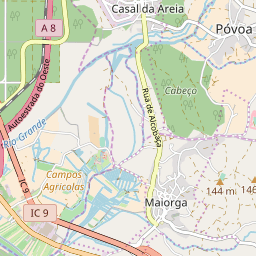 Casal da Areia
A 8
Póvoa
Autoestrada do Oeste
Cabeço
Rua de Alcobaça
Rio Grande
Campos
Agrícolas
IC 9
144 m
146
Maiorga
IC 9